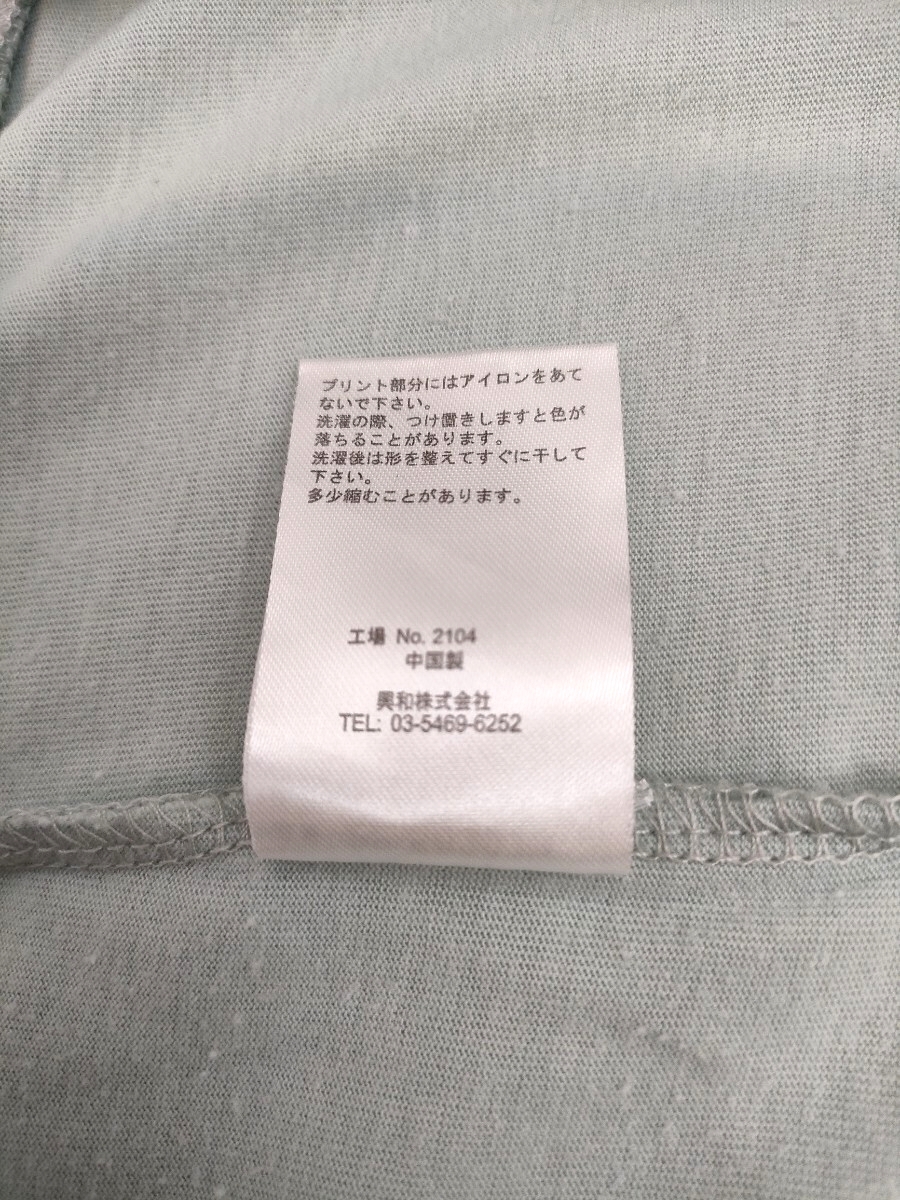 プリント部分にはアイロンをあて
ないで下さい。
洗濯の際、つけ置きしますと色が
落ちることがあります。
洗濯後は形を整えてすぐに干して
下さい。
多少縮むことがあります。
工場 No. 2104
中国製
興和株式会社
TEL: 03-5469-6252